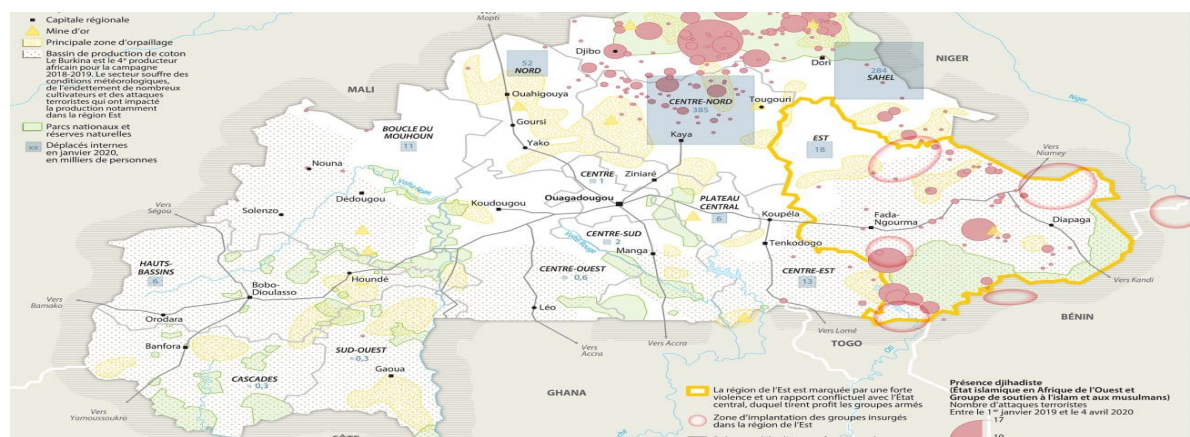 Capitale régionale
Mine d'or
Principale zone d'orpaillage
Bassin de production de coton
Le Burkina est le 4e producteur
africain pour la campagne
2018-2019. Le secteur souffre des
conditions météorologiques,
de l'endettement de nombreux
cultivateurs et des attaques
terroristes qui ont impacté
la production notamment
dans la région Est
Parcs nationaux et
réserves naturelles
xx
Déplacés internes
en janvier 2020,
en milliers de personnes
Vers
Mopti
Djibo
Dori
284
SAHEL
NIGER
Niger
52
NORD
MALI
Ouahigouya
CENTRE-NORD
385
Tougouri
Goursi
Kaya
Yako
BOUCLE DU
MOUHOUN
11
EST
18
Vers
Niamey
Nouna
Volta Noire
CENTRE
1
Ziniaré
Dédougou
Ouagadougou
Koudougou
PLATEAU
CENTRAL
6
Vers
Ségou
Solenzo
Koupéla
Fada-
Ngourma
Diapaga
CENTRE-SUD
2
Manga
Tenkodogo
HAUTS-
BASSINS
6
Houndé
CENTRE-OUEST
0,6
CENTRE-EST
13
Vers Kandi
Bobo-
Dioulasso
Vers
Bamako
Léo
Orodara
Vers Lomé
BÉNIN
Banfora
Vers
Accra
Vers Accra
TOGO
SUD-OUEST
0,3
Gaoua
CASCADES
0,3
GHANA
Vers
Yamoussoukro
La région de l'Est est marquée par une forte
violence et un rapport conflictuel avec l'État
central, duquel tirent profit les groupes armés
Zone d'implantation des groupes insurgés
dans la région de l'Est
Présence djihadiste
(État islamique en Afrique de l'Ouest et
Groupe de soutien à l'islam et aux musulmans)
Nombre d'attaques terroristes
Entre le 1er janvier 2019 et le 4 avril 2020
17
10